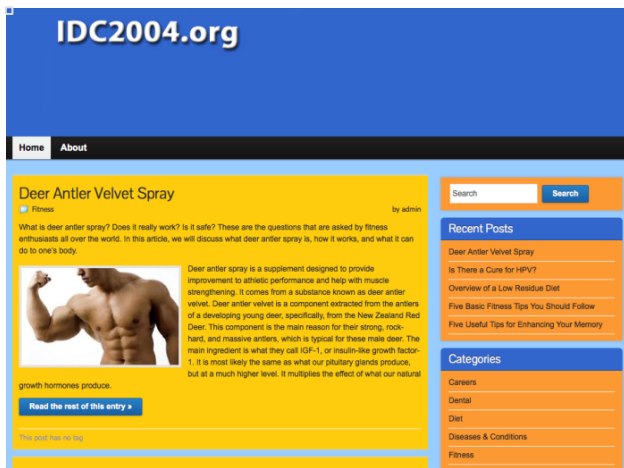 IDC2004.org
Home About
Deer Antler Velvet Spray
Fitness by admin
What is deer antler spray? Does it really work? Is it safe? These are the questions that are asked by fitness
enthusiasts all over the world. In this article, we will discuss what deer antler spray is, how it works, and what it can
do to one's body.
Deer antler spray is a supplement designed to provide
improvement to athletic performance and help with muscle
strengthening. It comes from a substance known as deer antler
velvet. Deer antler velvet is a component extracted from the antlers
of a developing young deer, specifically, from the New Zealand Red
Deer. This component is the main reason for their strong, rock-
hard, and massive antlers, which is typical for these male deer. The
main ingredient is what they call IGF-1, or insulin-like growth factor-
1. It is most likely the same as what our pituitary glands produce,
but at a much higher level. It multiplies the effect of what our natural
growth hormones produce.
Read the rest of this entry »
This post has no tag
Search Search
Recent Posts
Deer Antler Velvet Spray
Is There a Cure for HPV?
Overview of a Low Residue Diet
Five Basic Fitness Tips You Should Follow
Five Useful Tips for Enhancing Your Memory
Categories
Careers
Dental
Diet
Diseases & Conditions
Fitness